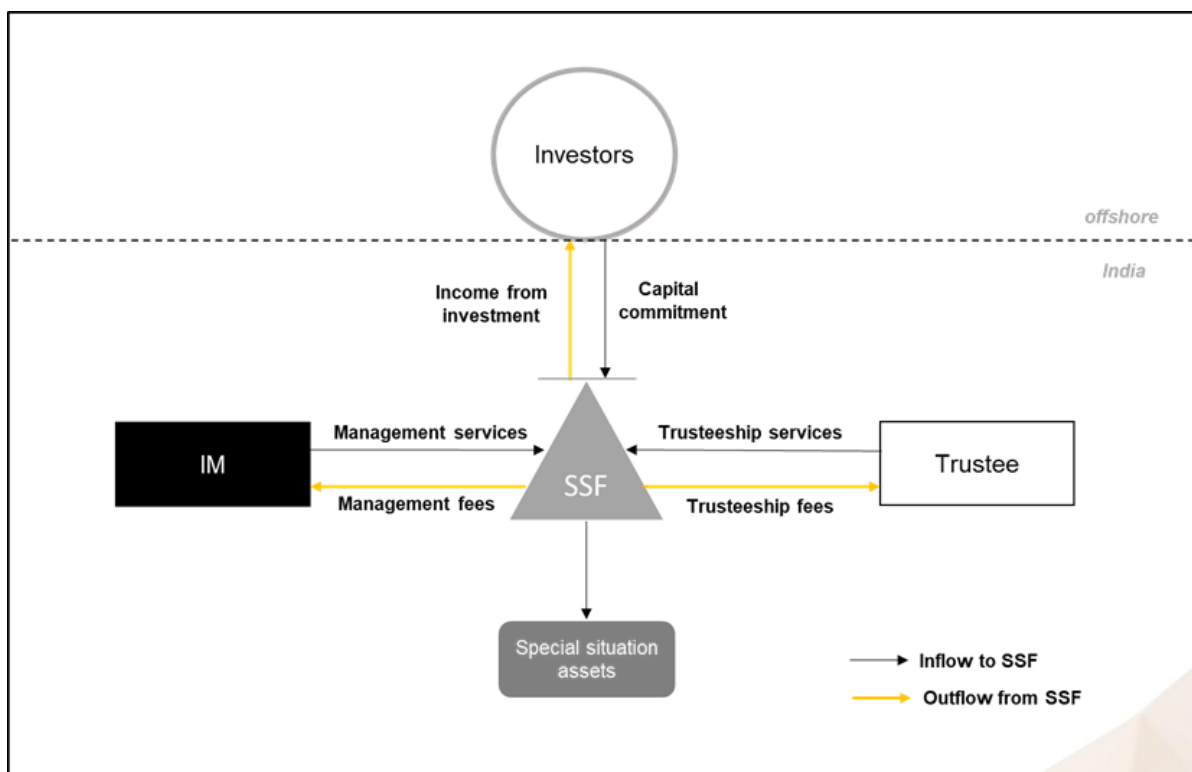 Investors
offshore
India
Income from
investment
Capital
commitment
Management services
Trusteeship services
IM
SSF
Trustee
Management fees
Trusteeship fees
Special situation
assets
Inflow to SSF
Outflow from SSF